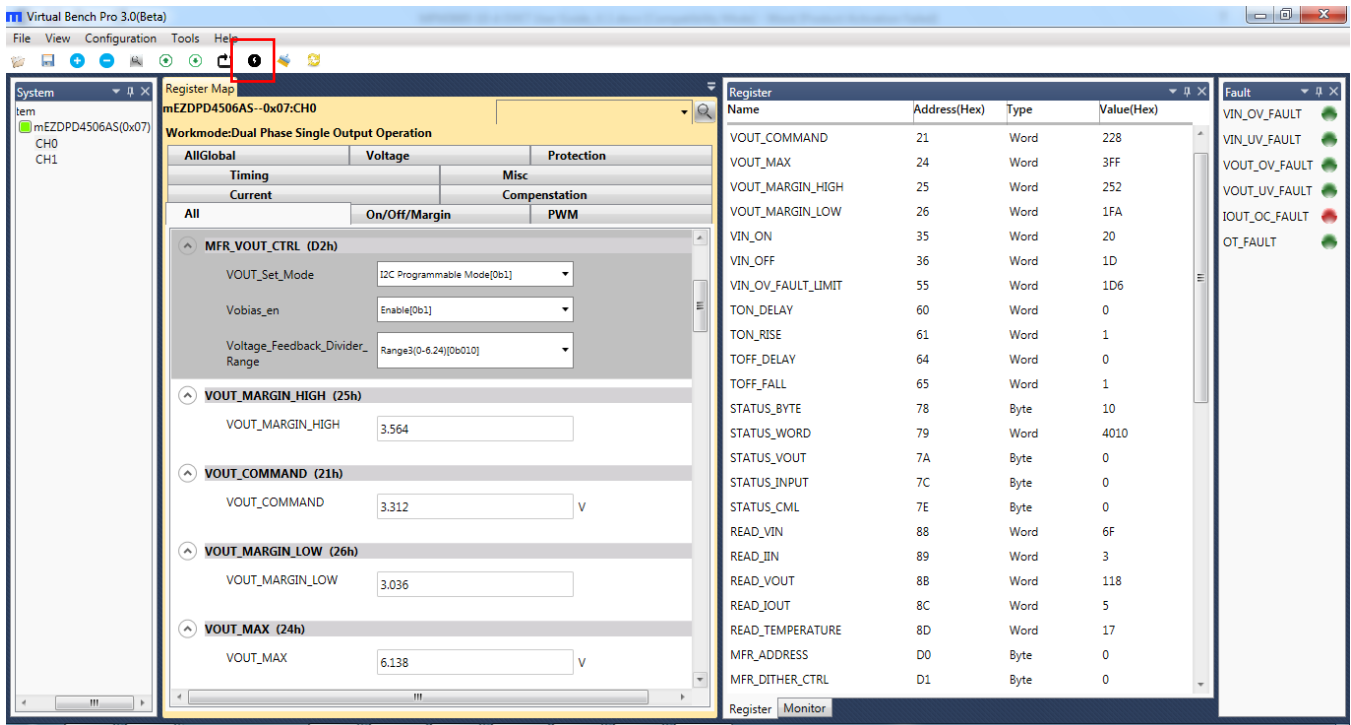 Virtual Bench Pro 3.0(Beta)
File View Configuration Tools Help
System
tem
mEZDPD4506AS(0x07)
CH0
CH1
Register Map
mEZDPD4506AS--0x07:CH0
Workmode:Dual Phase Single Output Operation
AllGlobal Voltage Protection
Timing Misc
Current Compenstation
All On/Off/Margin PWM
MFR_VOUT_CTRL (D2h)
VOUT_Set_Mode I2C Programmable Mode[0b1]
Vobias_en Enable[0b1]
Voltage_Feedback_Divider_
Range Range3(0-6.24)[0b010]
VOUT_MARGIN_HIGH (25h)
VOUT_MARGIN_HIGH 3.564
VOUT_COMMAND (21h)
VOUT_COMMAND 3.312 V
VOUT_MARGIN_LOW (26h)
VOUT_MARGIN_LOW 3.036
VOUT_MAX (24h)
VOUT_MAX 6.138 V
Register
Name Address(Hex) Type Value(Hex)
VOUT_COMMAND 21 Word 228
VOUT_MAX 24 Word 3FF
VOUT_MARGIN_HIGH 25 Word 252
VOUT_MARGIN_LOW 26 Word 1FA
VIN_ON 35 Word 20
VIN_OFF 36 Word 1D
VIN_OV_FAULT_LIMIT 55 Word 1D6
TON_DELAY 60 Word 0
TON_RISE 61 Word 1
TOFF_DELAY 64 Word 0
TOFF_FALL 65 Word 1
STATUS_BYTE 78 Byte 10
STATUS_WORD 79 Word 4010
STATUS_VOUT 7A Byte 0
STATUS_INPUT 7C Byte 0
STATUS_CML 7E Byte 0
READ_VIN 88 Word 6F
READ_IIN 89 Word 3
READ_VOUT 8B Word 118
READ_IOUT 8C Word 5
READ_TEMPERATURE 8D Word 17
MFR_ADDRESS D0 Byte 0
MFR_DITHER_CTRL D1 Byte 0
Register Monitor
Fault
VIN_OV_FAULT
VIN_UV_FAULT
VOUT_OV_FAULT
VOUT_UV_FAULT
IOUT_OC_FAULT
OT_FAULT